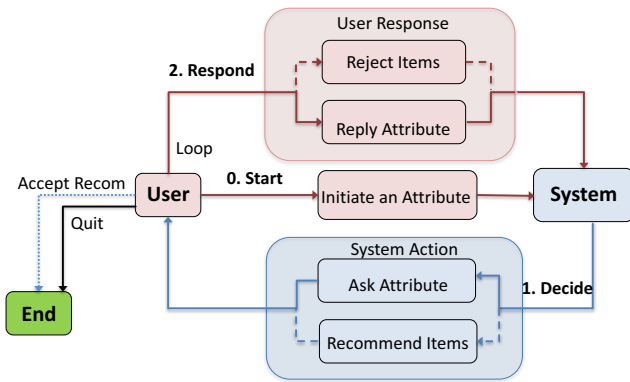 User Response
2. Respond
Reject Items
Reply Attribute
Loop
Accept Recom
User
0. Start
Initiate an Attribute
System
Quit
System Action
Ask Attribute
1. Decide
End
Recommend Items